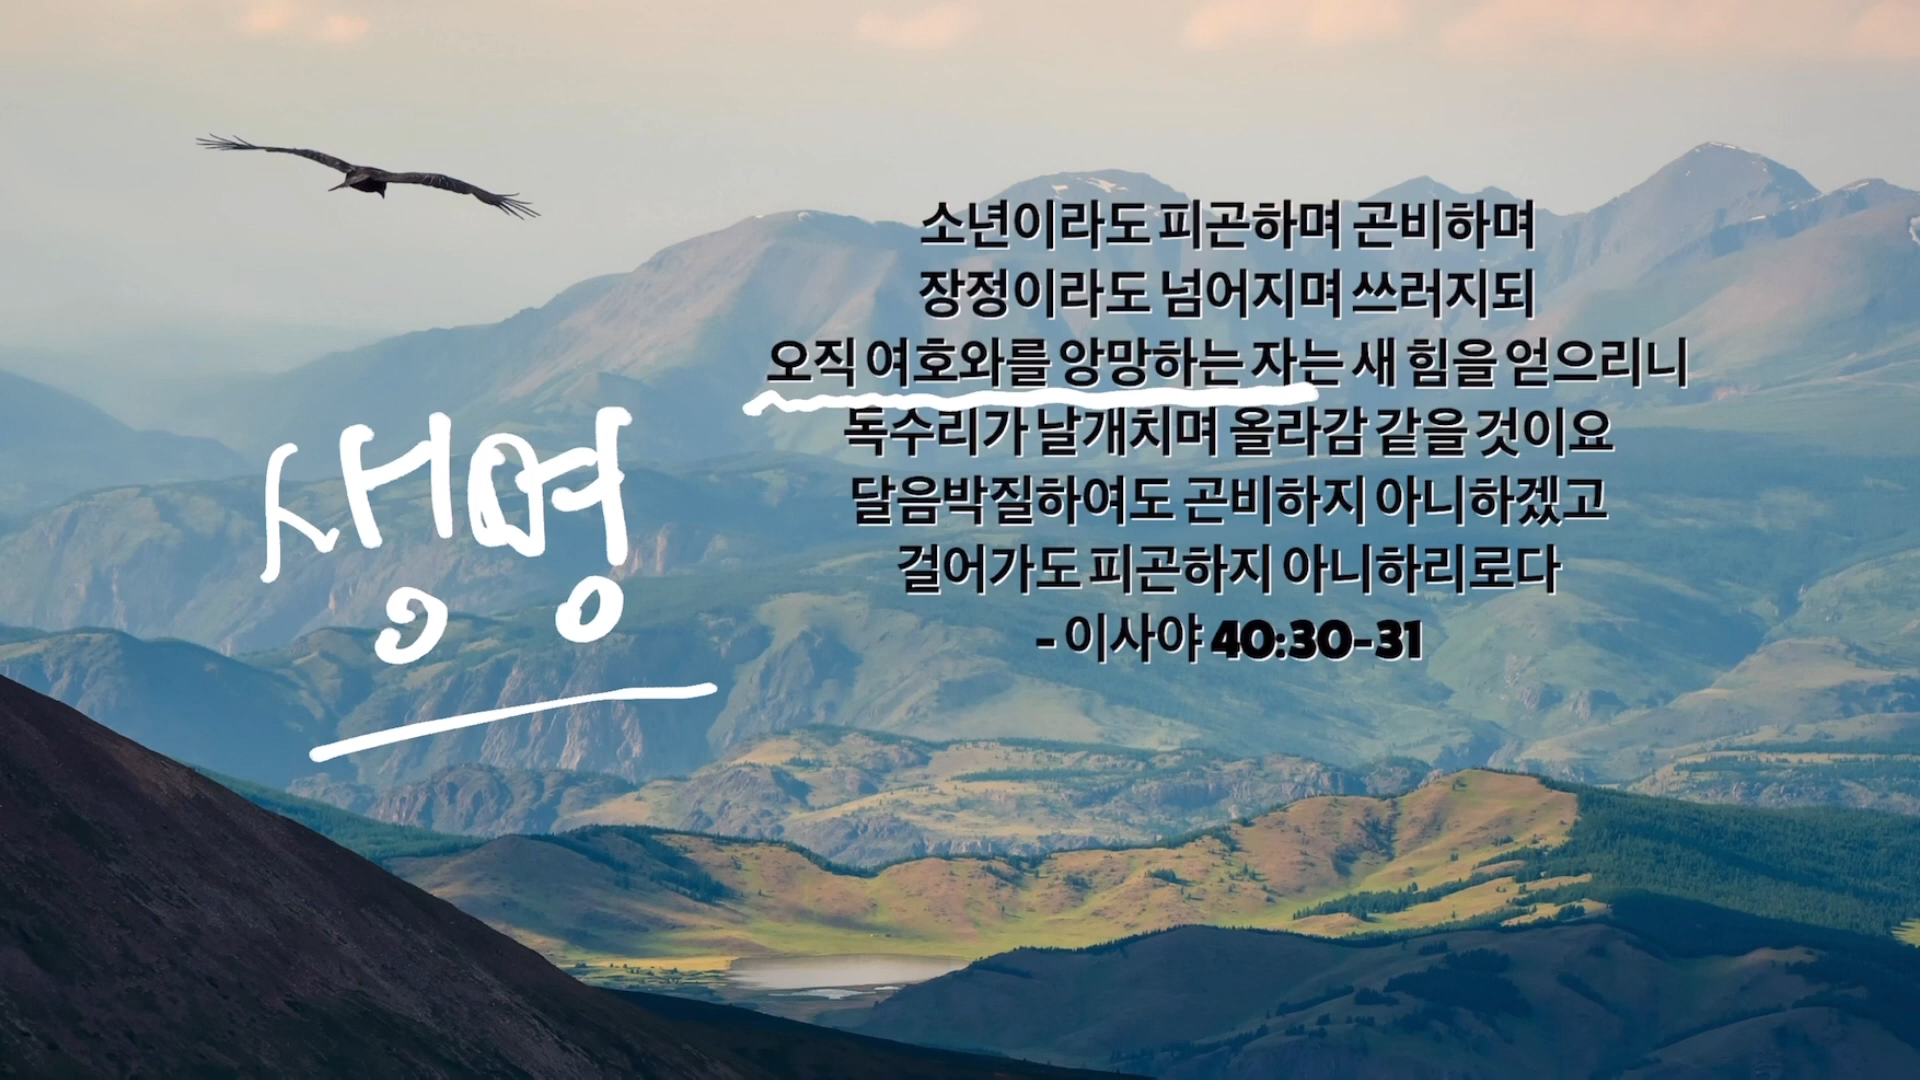 생명
소년이라도 피곤하며 곤비하며
장정이라도 넘어지며 쓰러지되
오직 여호와를 앙망하는 자는 새 힘을 얻으리니
독수리가 날개치며 올라감 같을 것이요
달음박질하여도 곤비하지 아니하겠고
걸어가도 피곤하지 아니하리로다
- 이사야 40:30-31